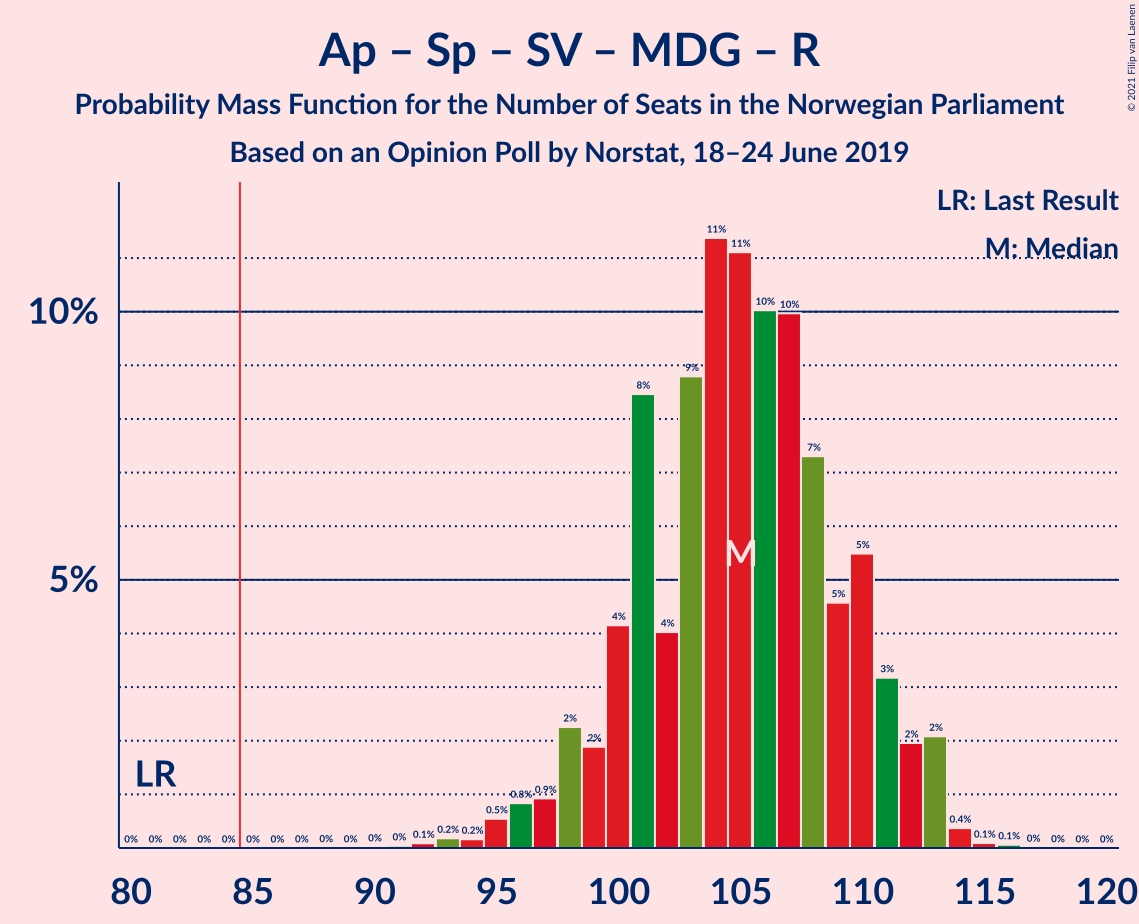 Ap – Sp – SV – MDG – R
Probability Mass Function for the Number of Seats in the Norwegian Parliament
Based on an Opinion Poll by Norstat, 18–24 June 2019
© 2021 Filip van Laenen
LR: Last Result
M: Median
10%
5%
LR
M
0% 0% 0% 0% 0% 0% 0% 0% 0% 0% 0% 0.1% 0.2% 0.2% 0.5% 0.8% 0.9% 2% 2% 4% 8% 4% 9% 11% 11% 10% 10% 7% 5% 5% 3% 2% 2% 0.4% 0.1% 0.1% 0% 0% 0% 0%
80 85 90 95 100 105 110 115 120